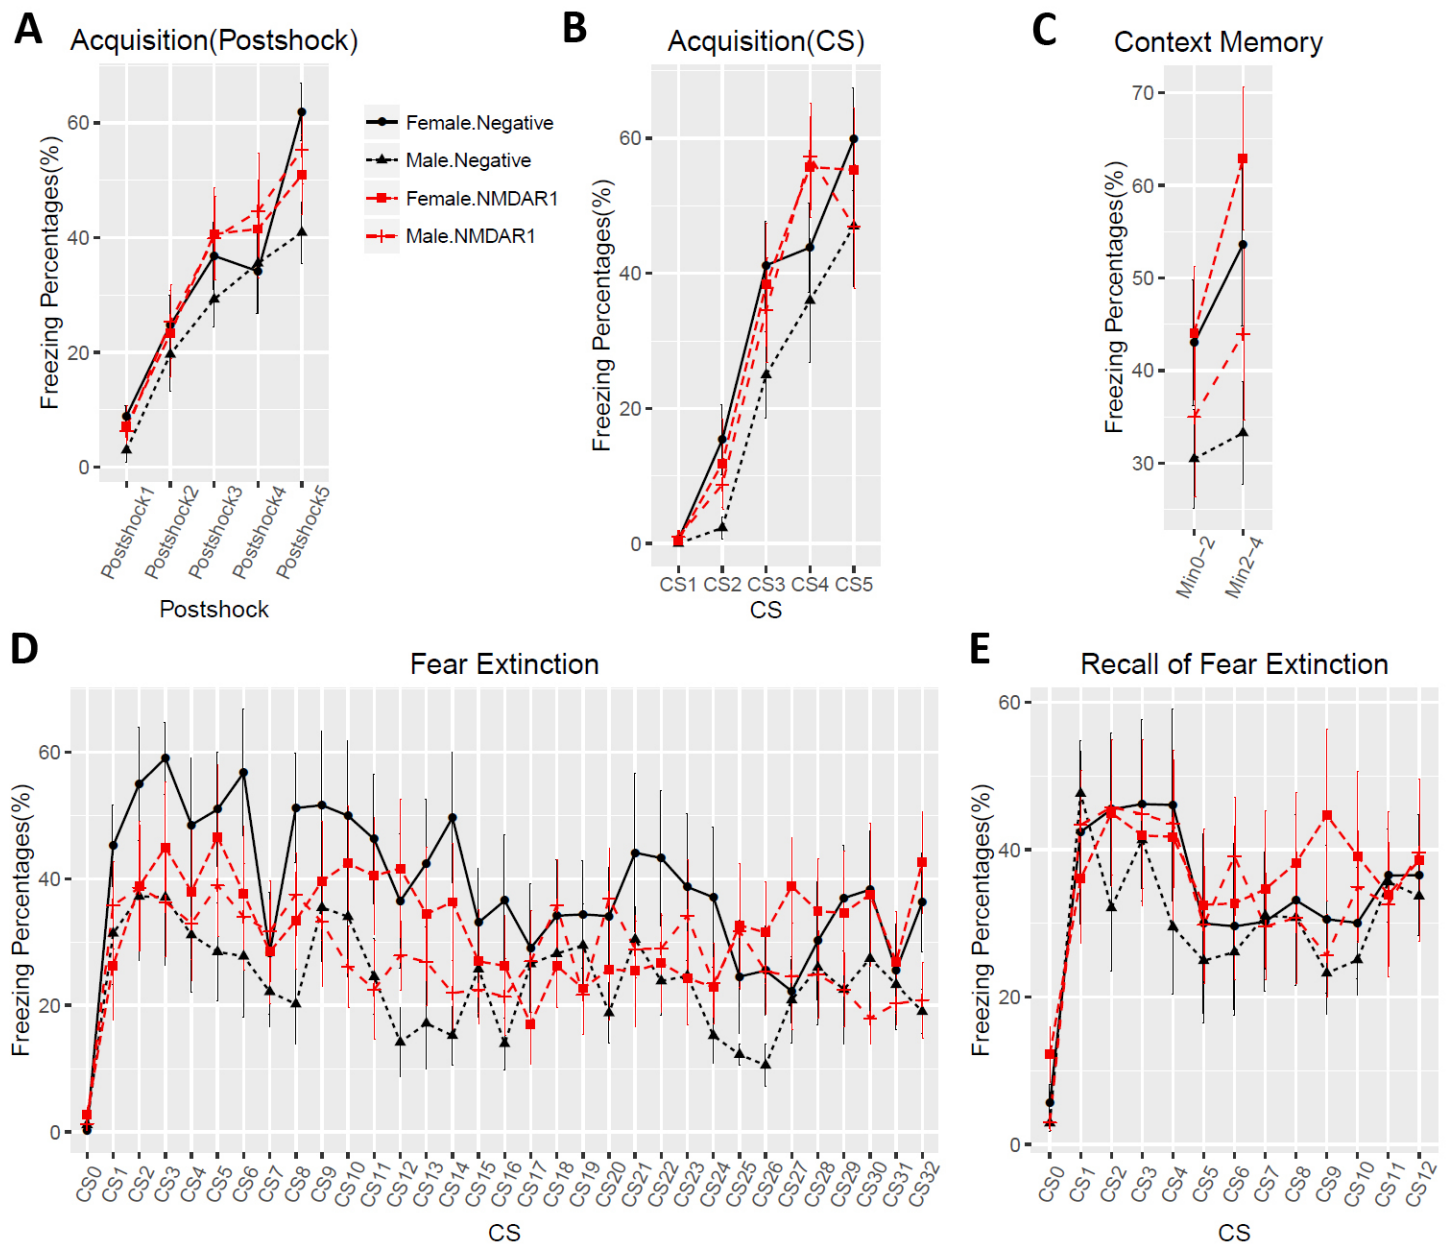 A
Acquisition(Postshock)
Freezing Percentages(%)
60
40
20
0
Postshock1
Postshock2
Postshock3
Postshock4
Postshock5
Postshock
Female.Negative
Male.Negative
Female.NMDAR1
Male.NMDAR1
B
Acquisition(CS)
Freezing Percentages(%)
60
40
20
0
CS1 CS2 CS3 CS4 CS5
CS
C
Context Memory
Freezing Percentages(%)
70
60
50
40
30
Min0-2
Min2-4
D
Fear Extinction
Freezing Percentages(%)
60
40
20
0
CS0
CS1
CS2
CS3
CS4
CS5
CS6
CS7
CS8
CS9
CS10
CS11
CS12
CS13
CS14
CS15
CS16
CS17
CS18
CS19
CS20
CS21
CS22
CS23
CS24
CS25
CS26
CS27
CS28
CS29
CS30
CS31
CS32
CS
E
Recall of Fear Extinction
Freezing Percentages(%)
60
40
20
0
CS0
CS1
CS2
CS3
CS4
CS5
CS6
CS7
CS8
CS9
CS10
CS11
CS12
CS